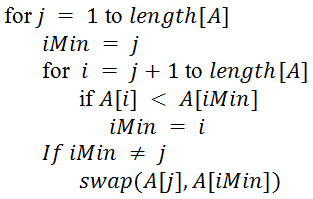 for j = 1 to length[A]
iMin = j
for i = j + 1 to length[A]
if A[i] < A[iMin]
iMin = i
If iMin ≠ j
swap(A[j], A[iMin])